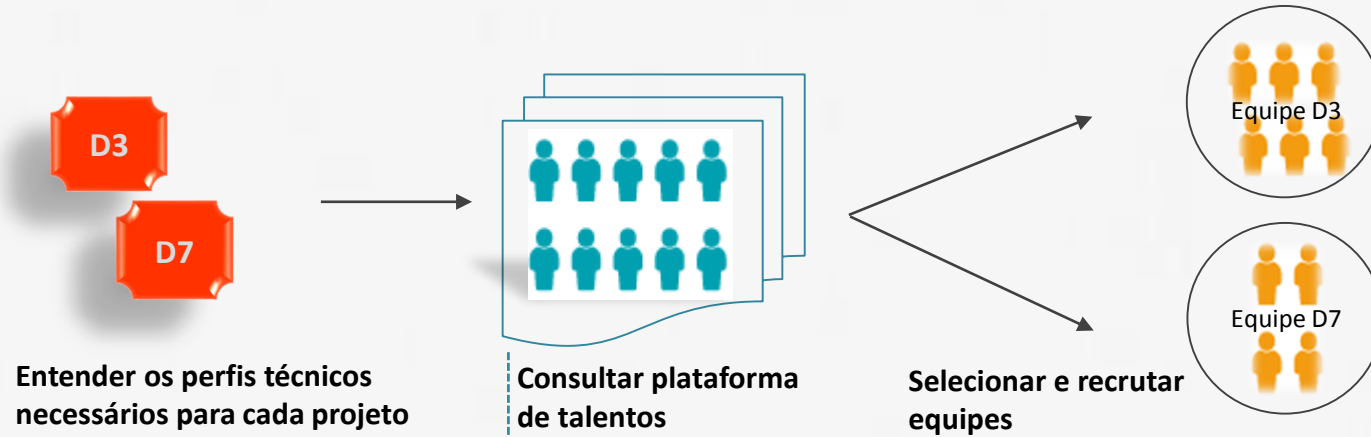 D3
D7
Equipe D3
Equipe D7
Entender os perfis técnicos
necessários para cada projeto
Consultar plataforma
de talentos
Selecionar e recrutar
equipes